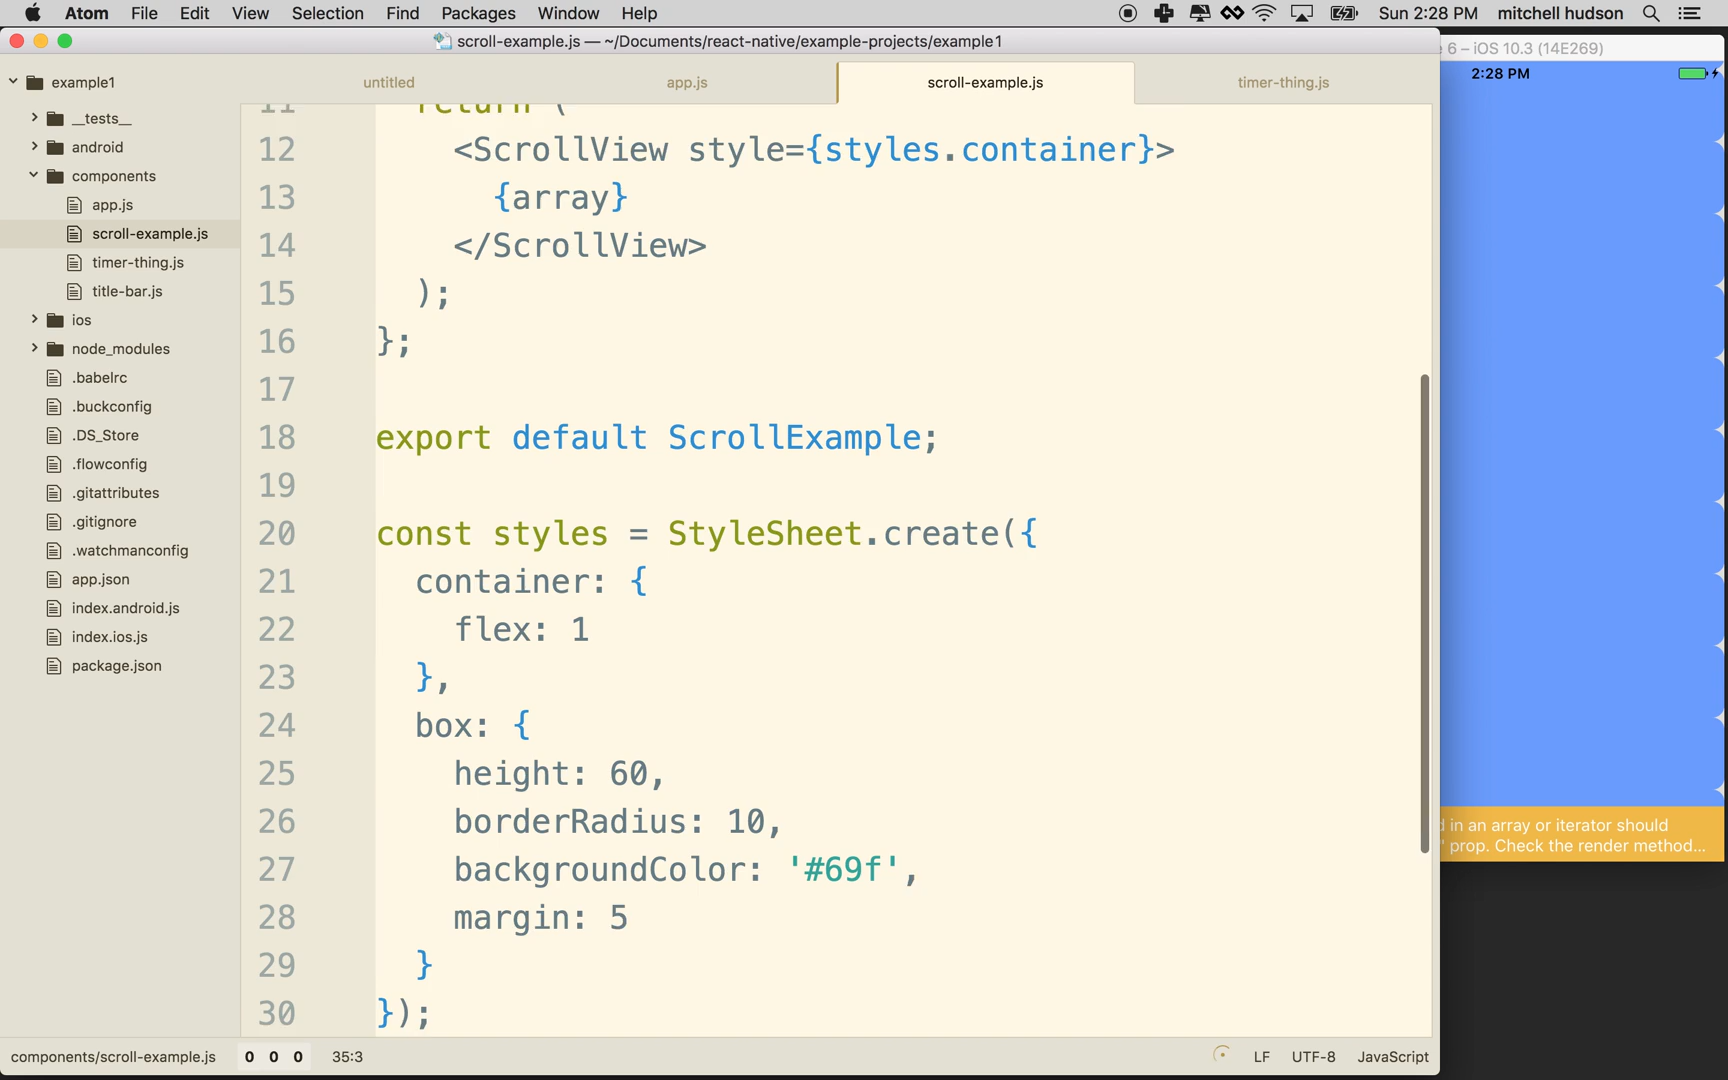 Atom File Edit View Selection Find Packages Window Help Sun 2:28 PM mitchell hudson
scroll-example.js — ~/Documents/react-native/example-projects/example1
6 – iOS 10.3 (14E269)
2:28 PM
example1
untitled app.js scroll-example.js timer-thing.js
__tests__
android
components
app.js
scroll-example.js
timer-thing.js
title-bar.js
ios
node_modules
.babelrc
.buckconfig
.DS_Store
.flowconfig
.gitattributes
.gitignore
.watchmanconfig
app.json
index.android.js
index.ios.js
package.json
11 return (
12 <ScrollView style={styles.container}>
13 {array}
14 </ScrollView>
15 );
16 };
17
18 export default ScrollExample;
19
20 const styles = StyleSheet.create({
21 container: {
22 flex: 1
23 },
24 box: {
25 height: 60,
26 borderRadius: 10,
27 backgroundColor: '#69f',
28 margin: 5
29 }
30 });
in an array or iterator should
prop. Check the render method...
components/scroll-example.js 0 0 0 35:3 LF UTF-8 JavaScript